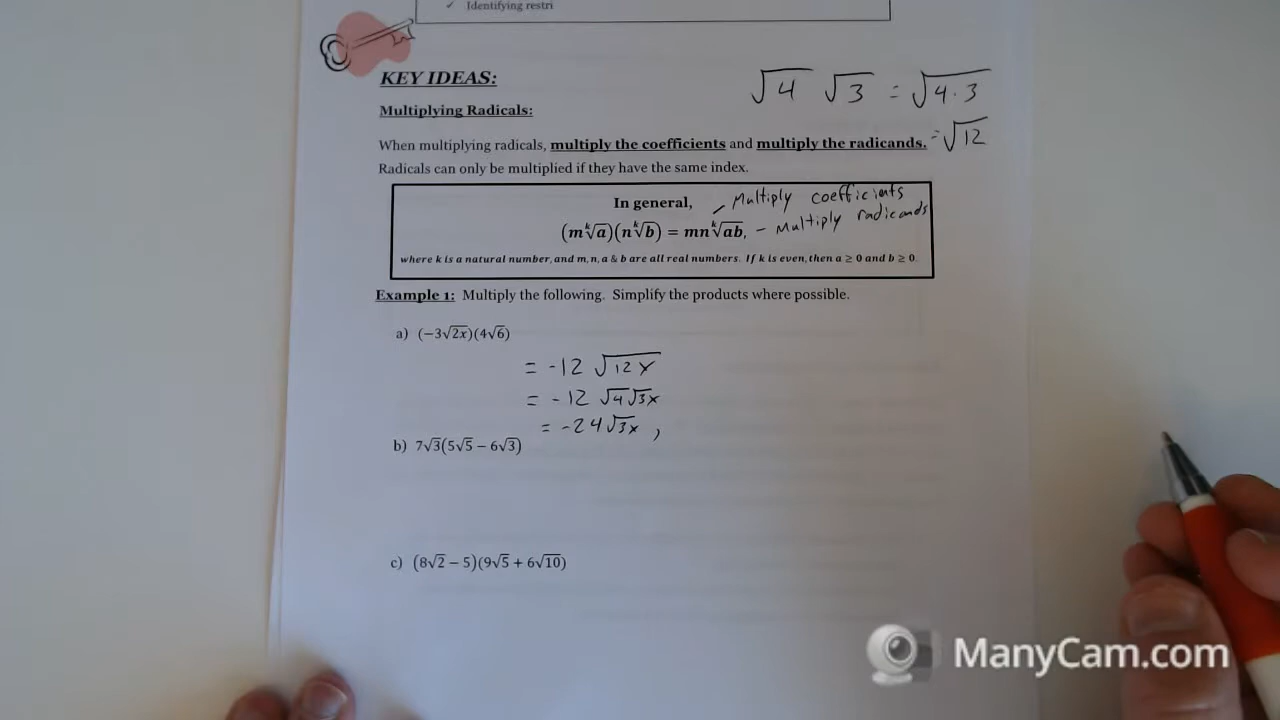 ✓ Identifying restri
KEY IDEAS:
√4 √3 = √4·3
Multiplying Radicals:
When multiplying radicals, multiply the coefficients and multiply the radicands.
= √12
Radicals can only be multiplied if they have the same index.
In general,
- Multiply coefficients
(m ᵏ√a)(n ᵏ√b) = mn ᵏ√ab,
- Multiply radicands
where k is a natural number, and m, n, a & b are all real numbers. If k is even, then a ≥ 0 and b ≥ 0.
Example 1: Multiply the following. Simplify the products where possible.
a) (−3√2x)(4√6)
= -12 √12x
= -12 √4√3x
= -24√3x ,
b) 7√3(5√5 − 6√3)
c) (8√2 − 5)(9√5 + 6√10)
ManyCam.com